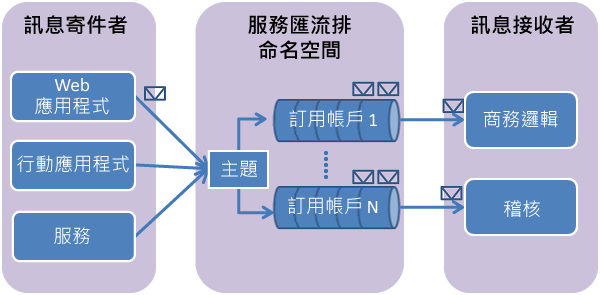 訊息寄件者
Web
應用程式
行動應用程式
服務
服務匯流排
命名空間
主題
訂用帳戶 1
訂用帳戶 N
訊息接收者
商務邏輯
稽核